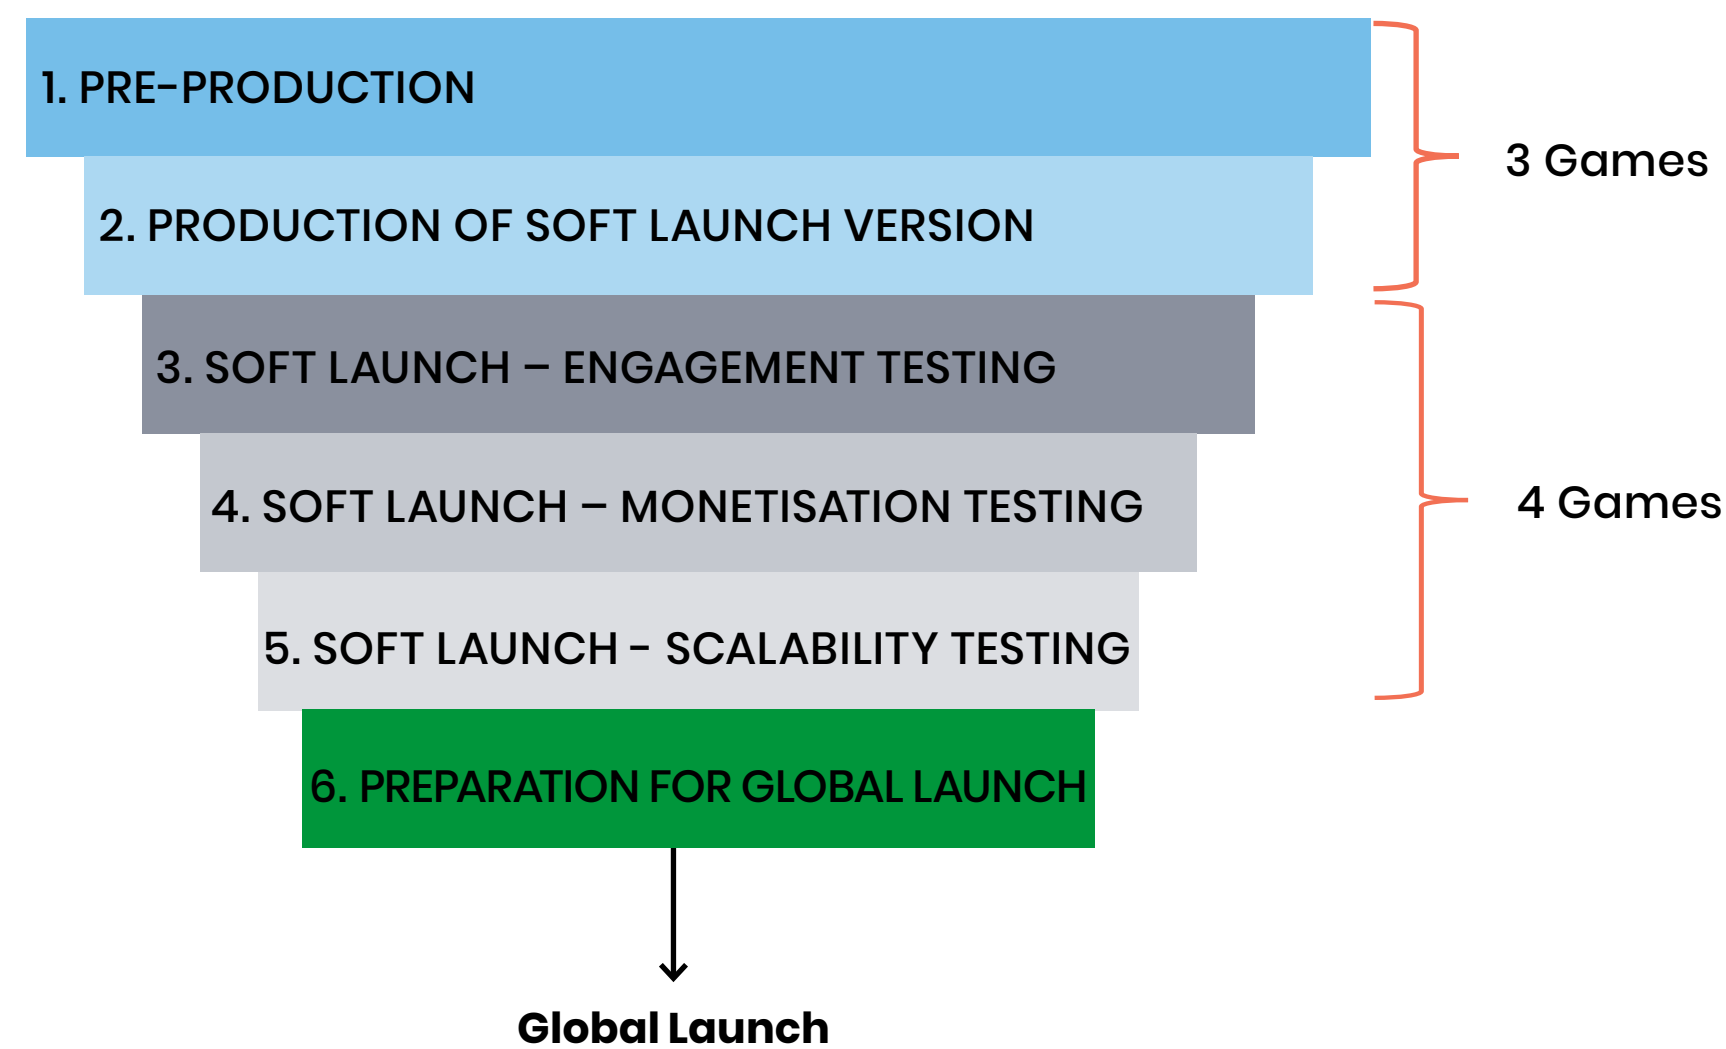 1. PRE-PRODUCTION
2. PRODUCTION OF SOFT LAUNCH VERSION
3 Games
3. SOFT LAUNCH – ENGAGEMENT TESTING
4. SOFT LAUNCH – MONETISATION TESTING
5. SOFT LAUNCH - SCALABILITY TESTING
4 Games
6. PREPARATION FOR GLOBAL LAUNCH
Global Launch